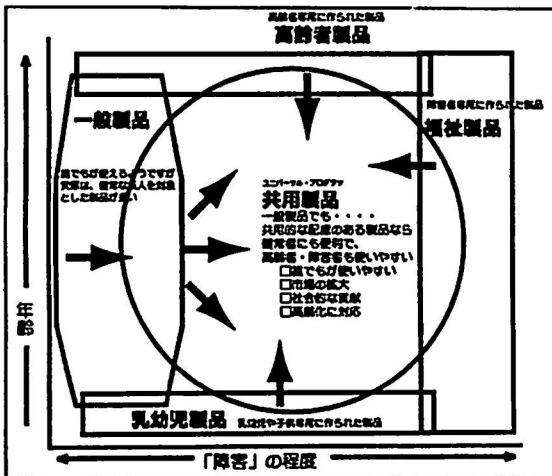 高齢者専用に作られた製品
高齢者製品
一般製品
誰でもが使えるようですが
実際は、健常な成人を対象
とした製品が多い
障害者専用に作られた製品
福祉製品
ユニバーサル・プロダクツ
共用製品
一般製品でも・・・・
共用的な配慮のある製品なら
健常者にも便利で、
高齢者・障害者も使いやすい
□誰でもが使いやすい
□市場の拡大
□社会的な貢献
□高齢化に対応
年齢
乳幼児製品 乳幼児や子供専用に作られた製品
「障害」の程度